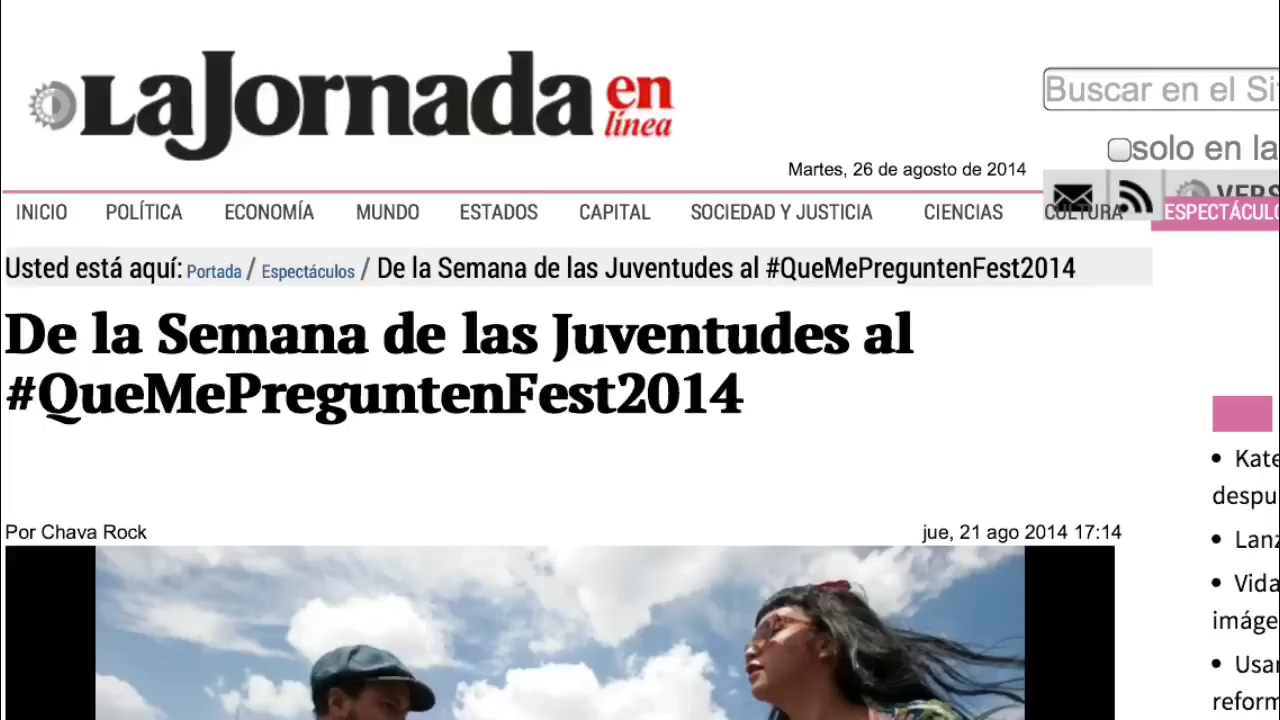 LaJornada en línea
Buscar en el Si
solo en la
Martes, 26 de agosto de 2014
VERS
INICIO POLÍTICA ECONOMÍA MUNDO ESTADOS CAPITAL SOCIEDAD Y JUSTICIA CIENCIAS CULTURA ESPECTÁCULO
Usted está aquí: Portada / Espectáculos / De la Semana de las Juventudes al #QueMePreguntenFest2014
De la Semana de las Juventudes al
#QueMePreguntenFest2014
Por Chava Rock jue, 21 ago 2014 17:14
• Kate
despu
• Lanz
• Vida
imáge
• Usar
reform